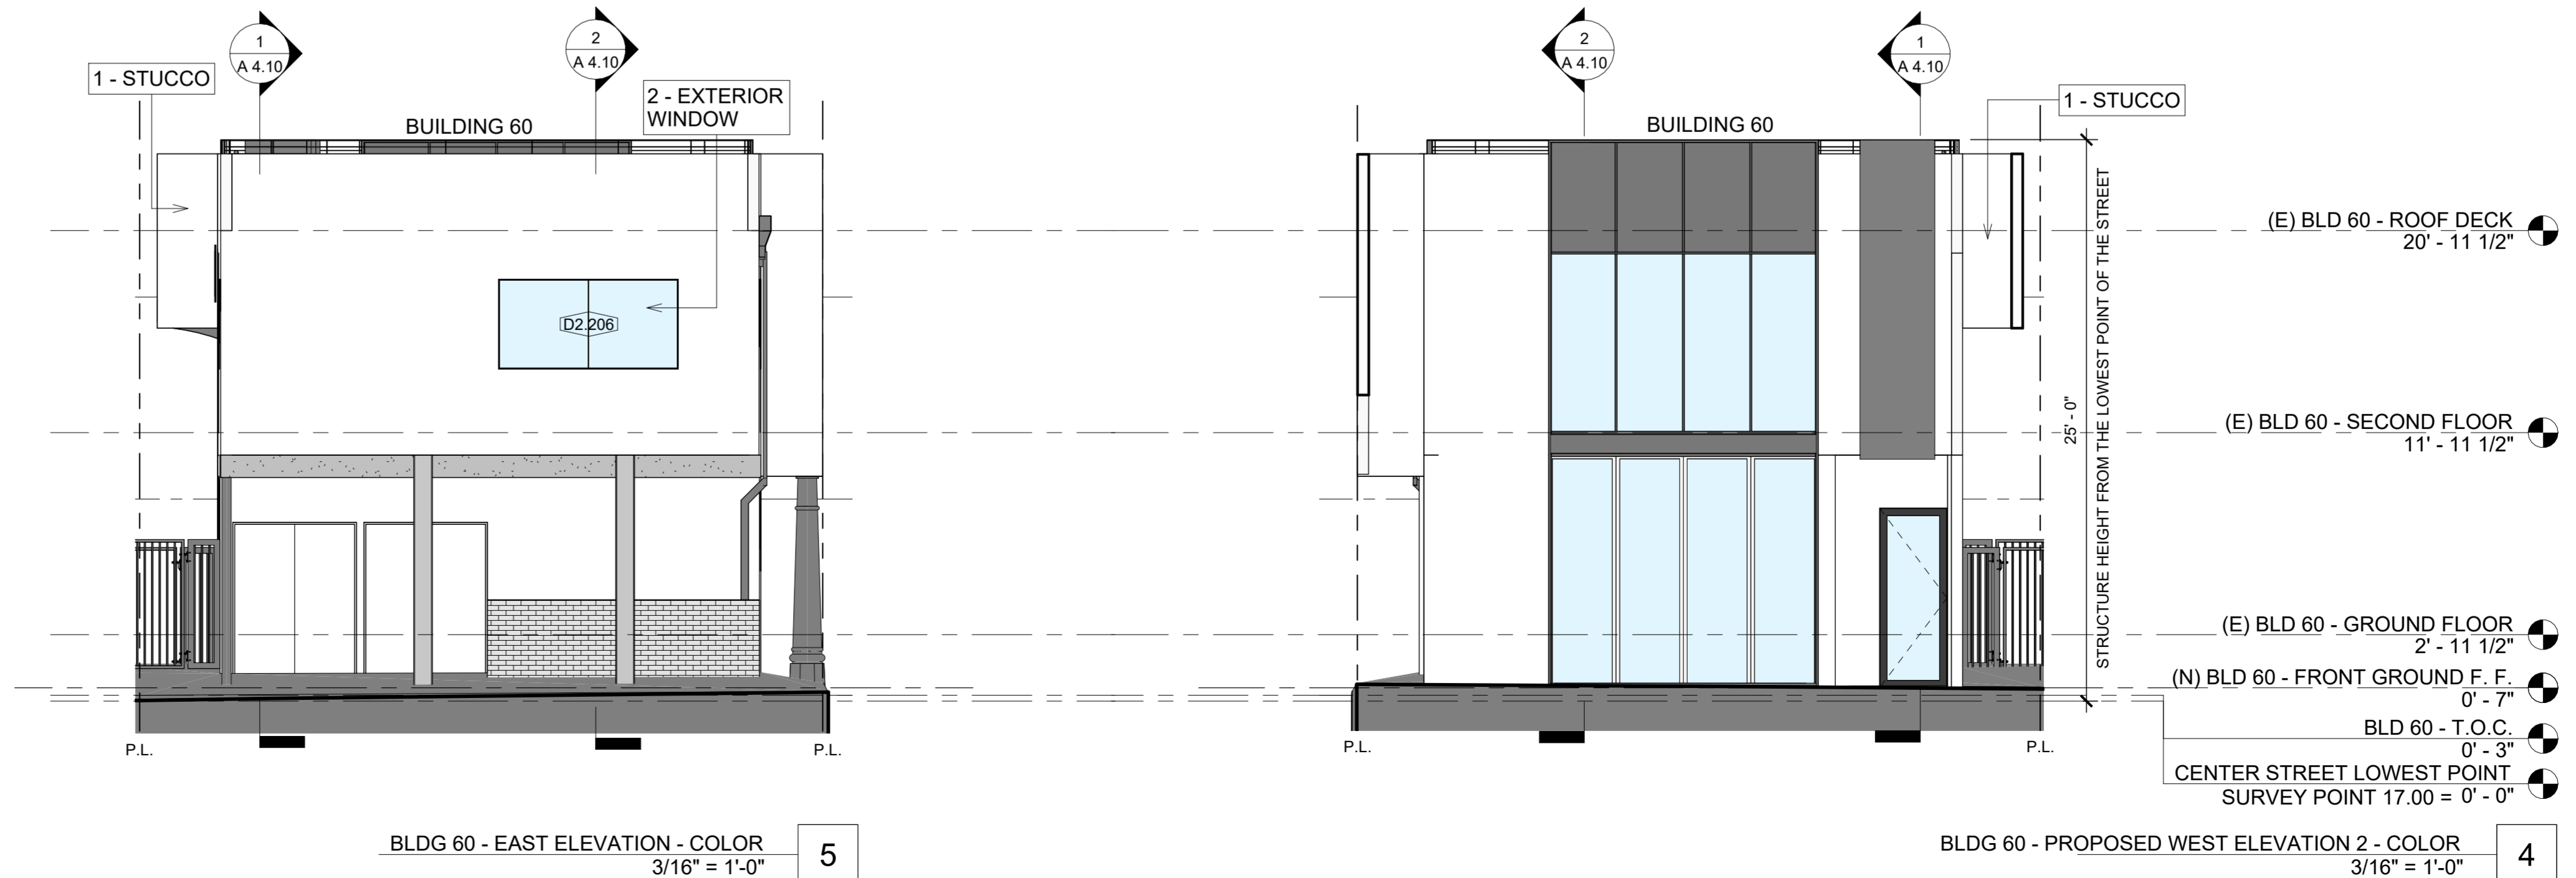 1
A 4.10
2
A 4.10
1 - STUCCO
2 - EXTERIOR
WINDOW
BUILDING 60
D2.206
P.L.
P.L.
BLDG 60 - EAST ELEVATION - COLOR
3/16" = 1'-0"
5
2
A 4.10
1
A 4.10
1 - STUCCO
BUILDING 60
25' - 0"
STRUCTURE HEIGHT FROM THE LOWEST POINT OF THE STREET
(E) BLD 60 - ROOF DECK
20' - 11 1/2"
(E) BLD 60 - SECOND FLOOR
11' - 11 1/2"
(E) BLD 60 - GROUND FLOOR
2' - 11 1/2"
(N) BLD 60 - FRONT GROUND F. F.
0' - 7"
BLD 60 - T.O.C.
0' - 3"
CENTER STREET LOWEST POINT
SURVEY POINT 17.00 = 0' - 0"
P.L.
P.L.
BLDG 60 - PROPOSED WEST ELEVATION 2 - COLOR
3/16" = 1'-0"
4